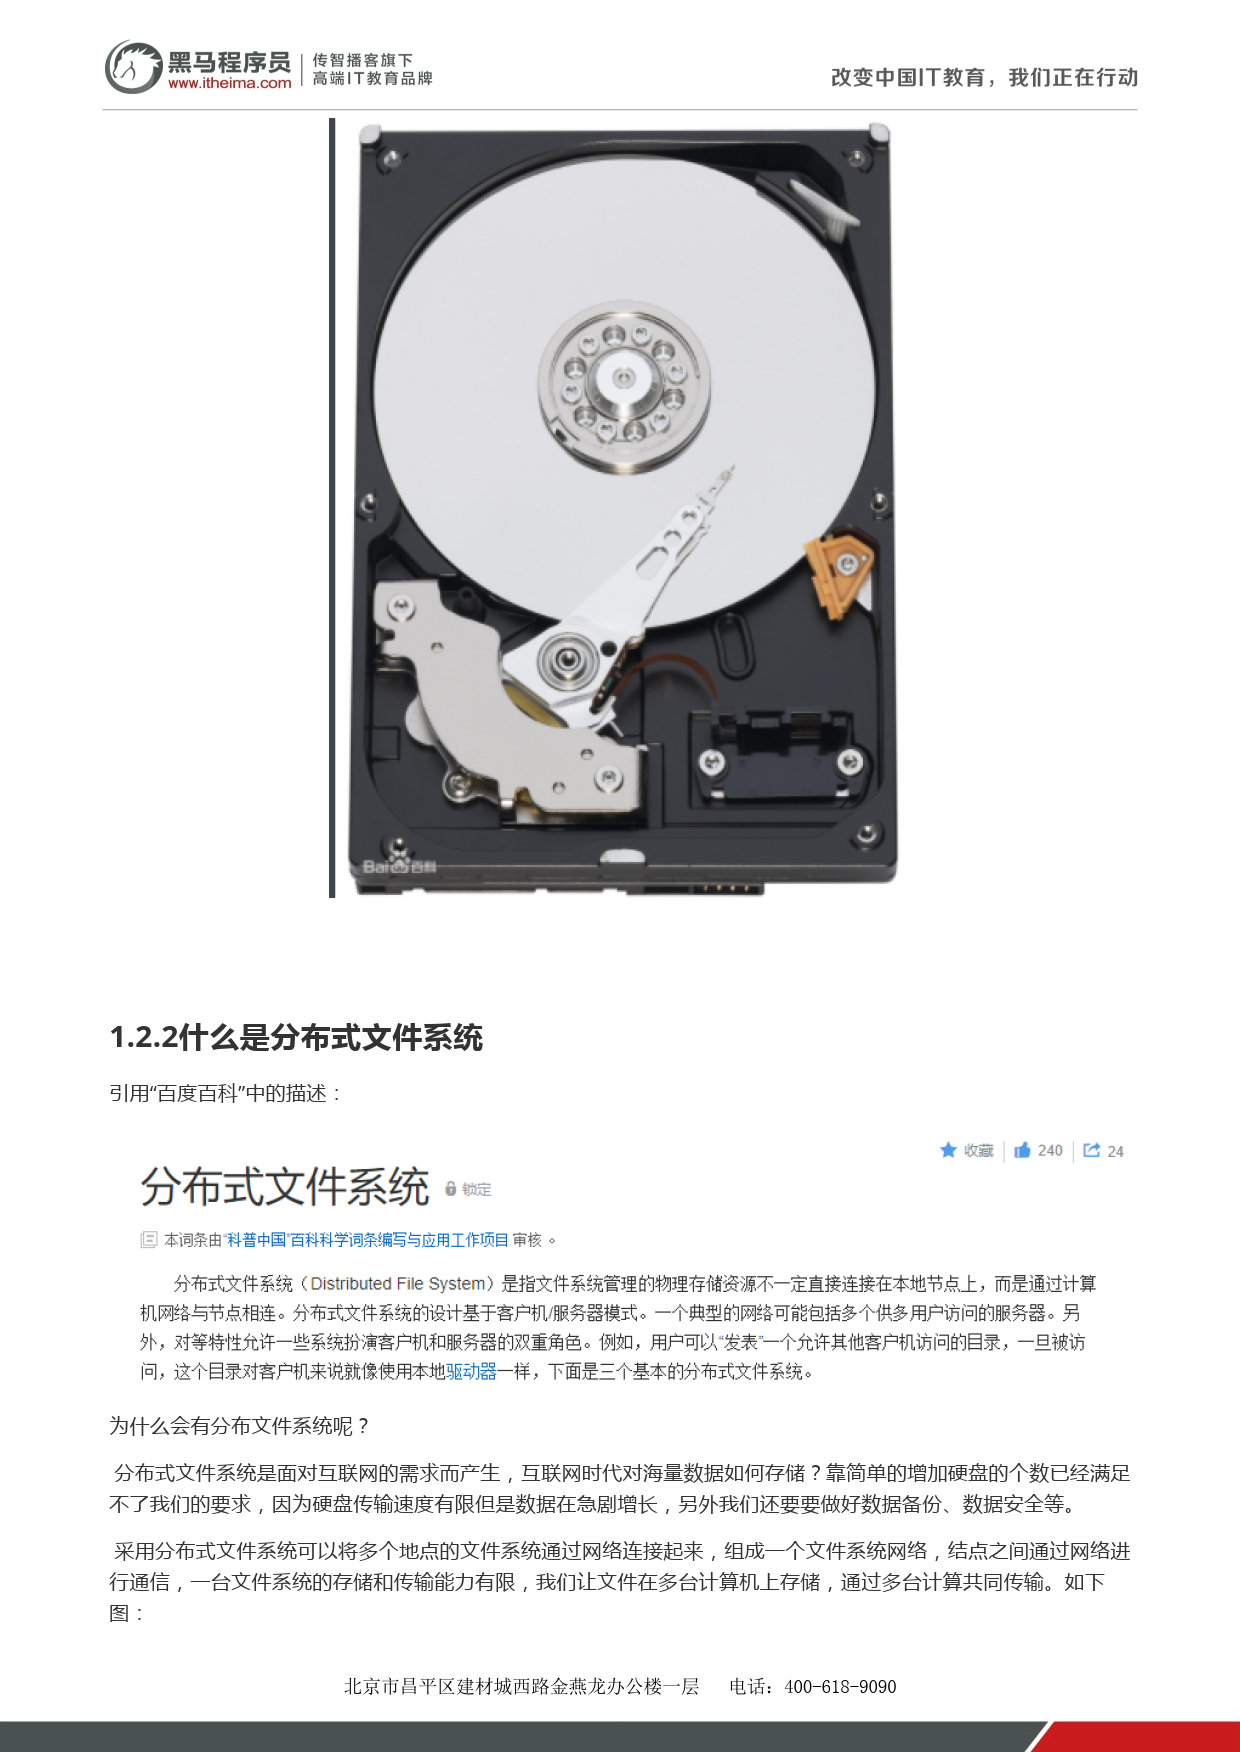 黑马程序员
www.itheima.com
传智播客旗下
高端IT教育品牌
改变中国IT教育，我们正在行动
Bai百科
1.2.2什么是分布式文件系统
引用“百度百科”中的描述：
收藏 240 24
分布式文件系统 锁定
本词条由“科普中国”百科科学词条编写与应用工作项目 审核 。
分布式文件系统（Distributed File System）是指文件系统管理的物理存储资源不一定直接连接在本地节点上，而是通过计算
机网络与节点相连。分布式文件系统的设计基于客户机/服务器模式。一个典型的网络可能包括多个供多用户访问的服务器。另
外，对等特性允许一些系统扮演客户机和服务器的双重角色。例如，用户可以“发表”一个允许其他客户机访问的目录，一旦被访
问，这个目录对客户机来说就像使用本地驱动器一样，下面是三个基本的分布式文件系统。
为什么会有分布文件系统呢？
分布式文件系统是面对互联网的需求而产生，互联网时代对海量数据如何存储？靠简单的增加硬盘的个数已经满足
不了我们的要求，因为硬盘传输速度有限但是数据在急剧增长，另外我们还要要做好数据备份、数据安全等。
采用分布式文件系统可以将多个地点的文件系统通过网络连接起来，组成一个文件系统网络，结点之间通过网络进
行通信，一台文件系统的存储和传输能力有限，我们让文件在多台计算机上存储，通过多台计算共同传输。如下
图：
北京市昌平区建材城西路金燕龙办公楼一层 电话：400-618-9090